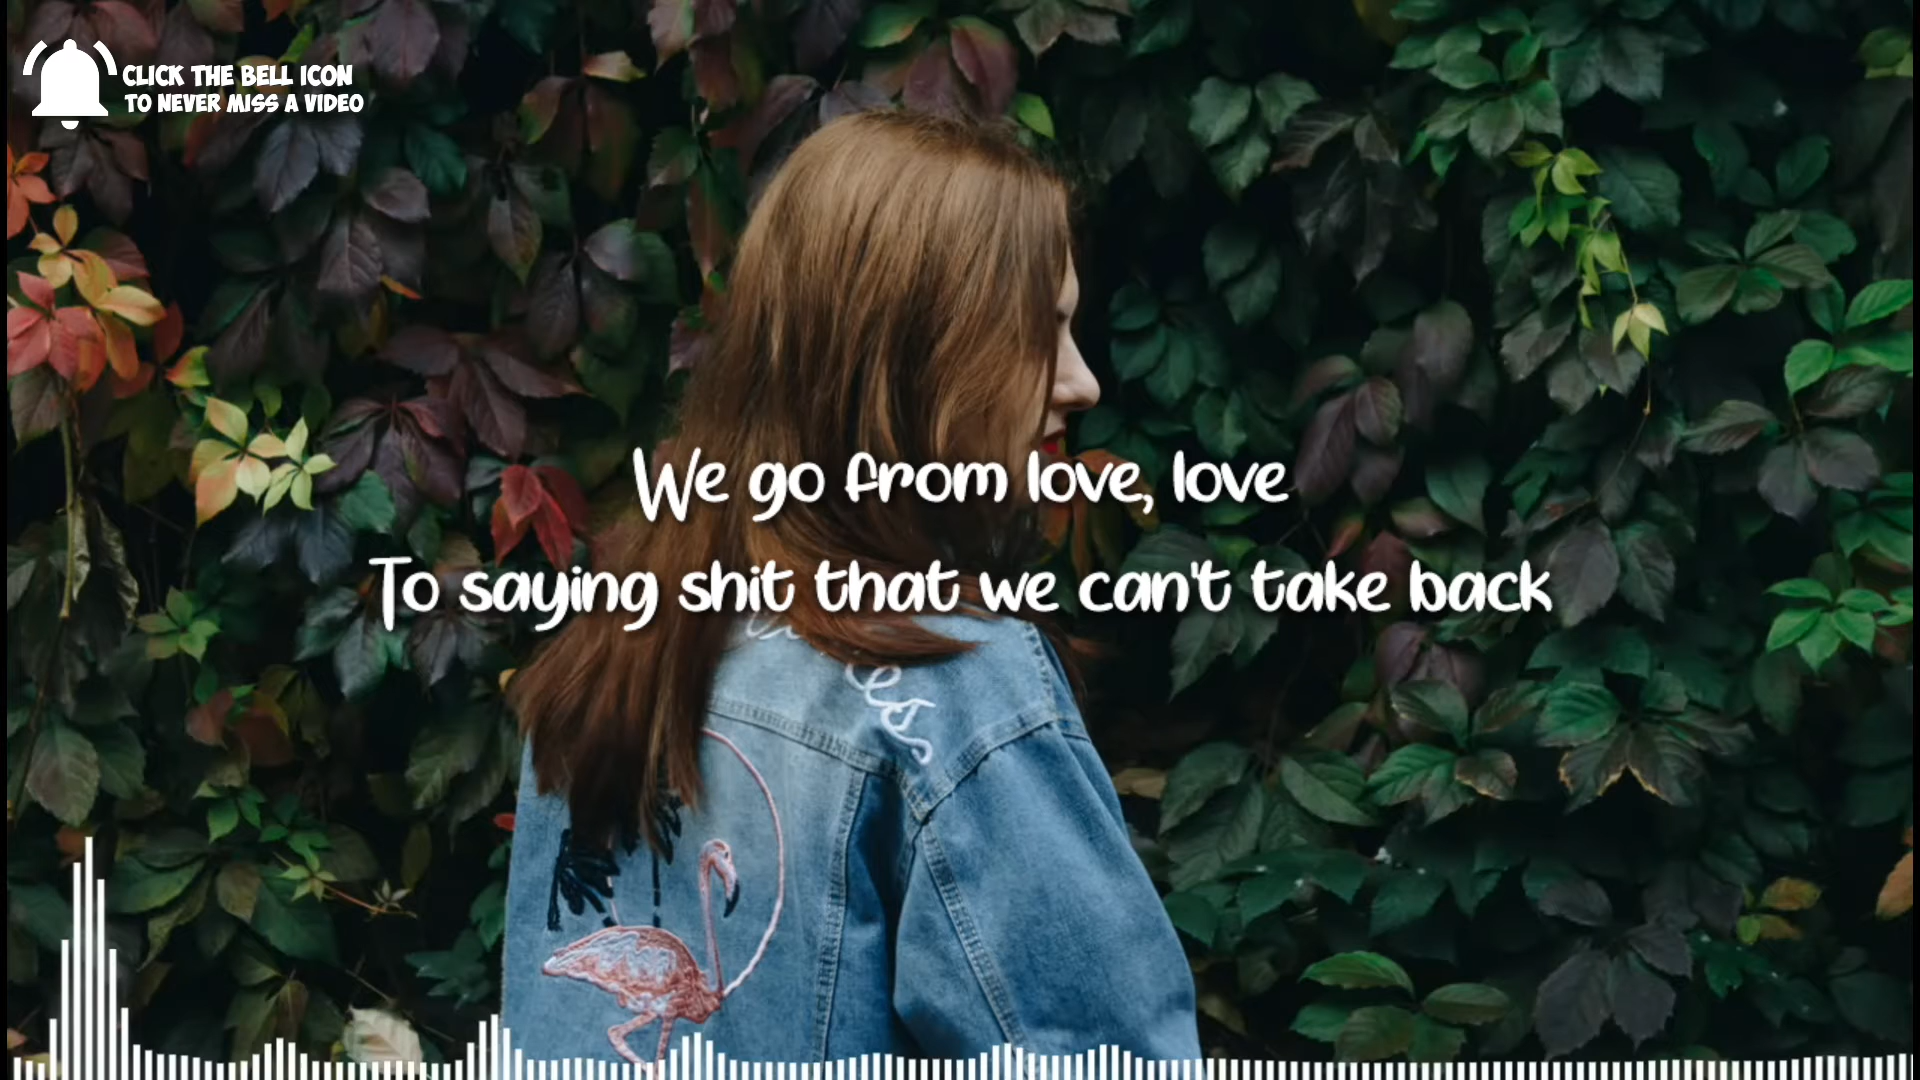 CLICK THE BELL ICON
TO NEVER MISS A VIDEO
We go from love, love
To saying shit that we can't take back